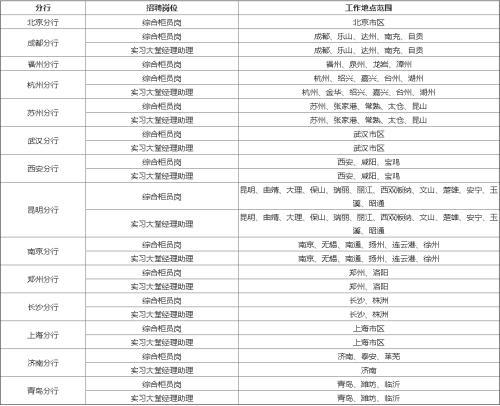 分行 招聘岗位 工作地点范围
北京分行 综合柜员岗 北京市区
成都分行 综合柜员岗 成都、乐山、达州、南充、自贡
实习大堂经理助理 成都、乐山、达州、南充、自贡
福州分行 综合柜员岗 福州、泉州、龙岩、漳州
杭州分行 综合柜员岗 杭州、绍兴、嘉兴、台州、湖州
实习大堂经理助理 杭州、金华、绍兴、嘉兴、台州、湖州
苏州分行 综合柜员岗 苏州、张家港、常熟、太仓、昆山
实习大堂经理助理 苏州、张家港、常熟、太仓、昆山
武汉分行 综合柜员岗 武汉市区
实习大堂经理助理 武汉市区
西安分行 综合柜员岗 西安、咸阳、宝鸡
实习大堂经理助理 西安、咸阳、宝鸡
昆明分行 综合柜员岗 昆明、曲靖、大理、保山、瑞丽、丽江、西双版纳、文山、楚雄、安宁、玉
溪、昭通
实习大堂经理助理 昆明、曲靖、大理、保山、瑞丽、丽江、西双版纳、文山、楚雄、安宁、玉
溪、昭通
南京分行 综合柜员岗 南京、无锡、南通、扬州、连云港、徐州
实习大堂经理助理 南京、无锡、南通、扬州、连云港、徐州
郑州分行 综合柜员岗 郑州、洛阳
实习大堂经理助理 郑州、洛阳
长沙分行 综合柜员岗 长沙、株洲
实习大堂经理助理 长沙、株洲
上海分行 综合柜员岗 上海市区
实习大堂经理助理 上海市区
济南分行 综合柜员岗 济南、泰安、莱芜
实习大堂经理助理 济南
青岛分行 综合柜员岗 青岛、潍坊、临沂
实习大堂经理助理 青岛、潍坊、临沂